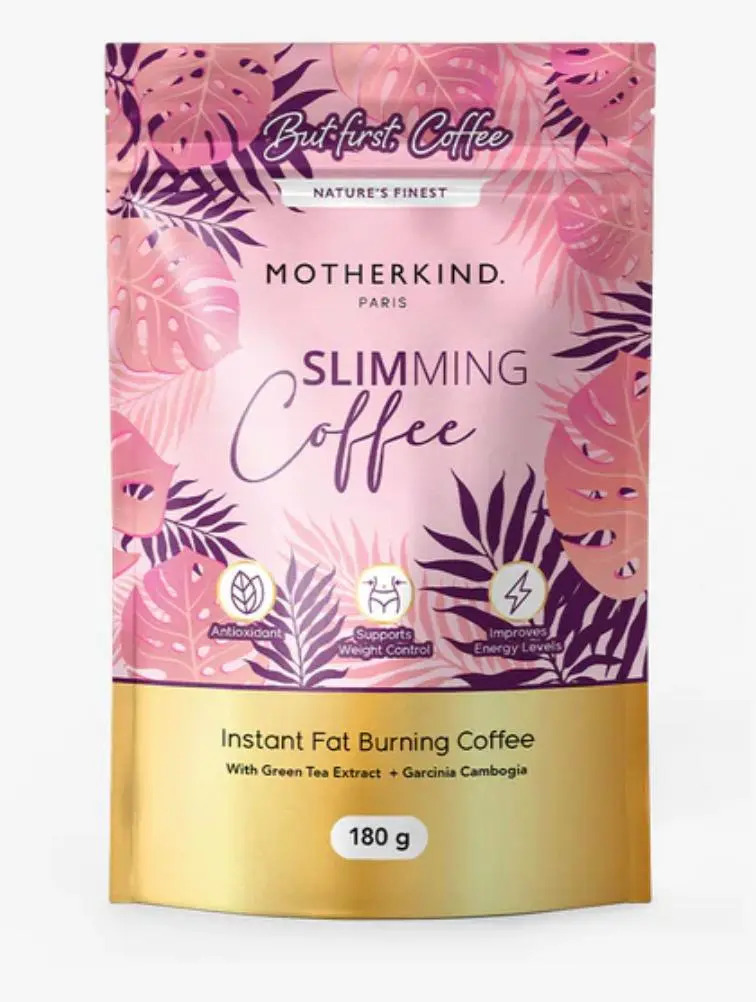 But first, Coffee
NATURE'S FINEST
MOTHERKIND.
PARIS
SLIMMING
Coffee
Antioxidant
Supports
Weight Control
Improves
Energy Levels
Instant Fat Burning Coffee
With Green Tea Extract + Garcinia Cambogia
180 g